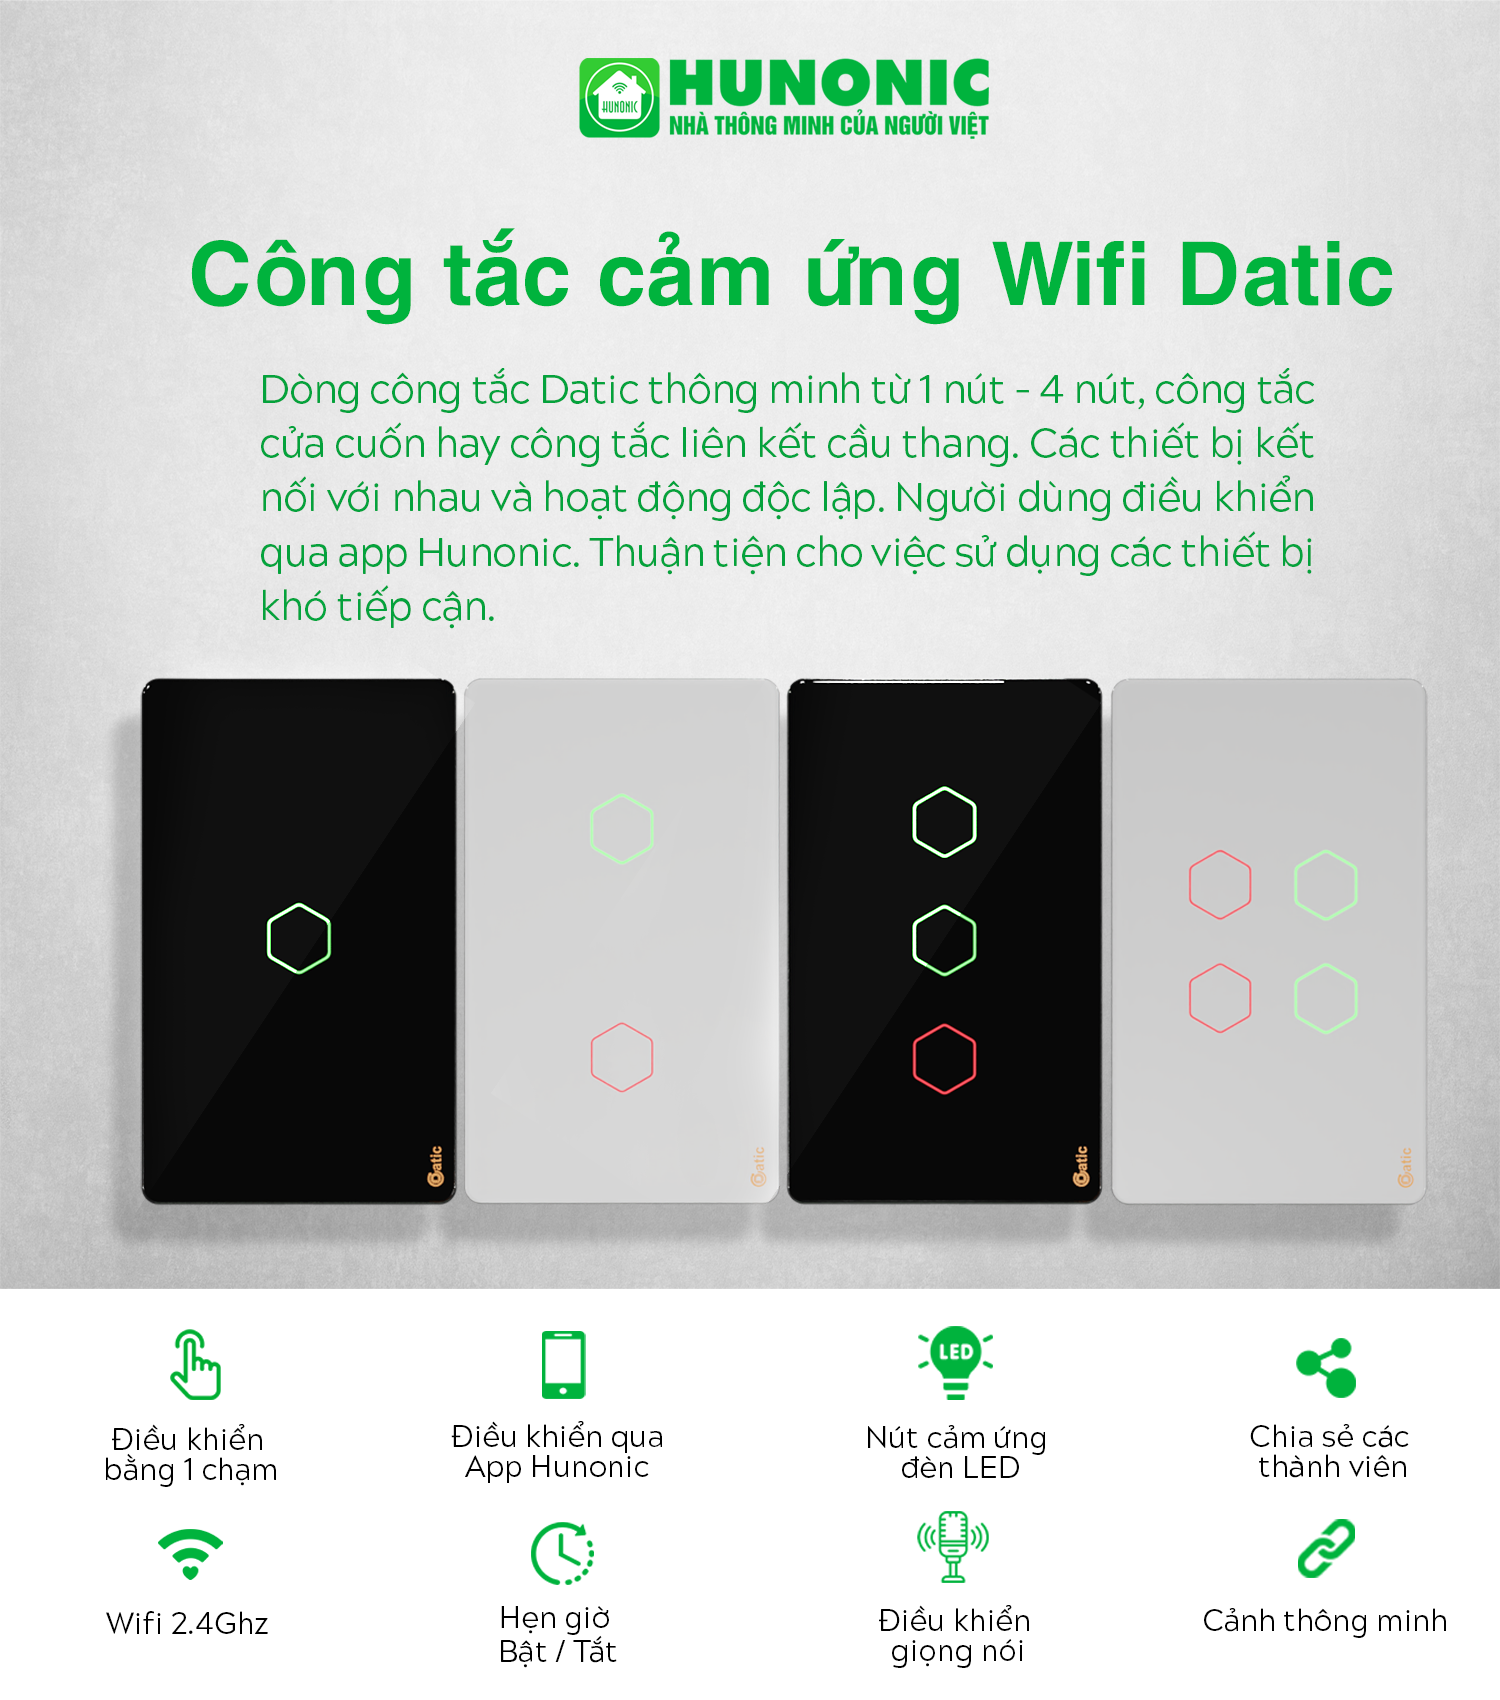 HUNONIC
HUNONIC
NHÀ THÔNG MINH CỦA NGƯỜI VIỆT
Công tắc cảm ứng Wifi Datic
Dòng công tắc Datic thông minh từ 1 nút - 4 nút, công tắc
cửa cuốn hay công tắc liên kết cầu thang. Các thiết bị kết
nối với nhau và hoạt động độc lập. Người dùng điều khiển
qua app Hunonic. Thuận tiện cho việc sử dụng các thiết bị
khó tiếp cận.
Datic
Datic
Datic
Datic
LED
Điều khiển
bằng 1 chạm
Điều khiển qua
App Hunonic
Nút cảm ứng
đèn LED
Chia sẻ các
thành viên
Wifi 2.4Ghz
Hẹn giờ
Bật / Tắt
Điều khiển
giọng nói
Cảnh thông minh